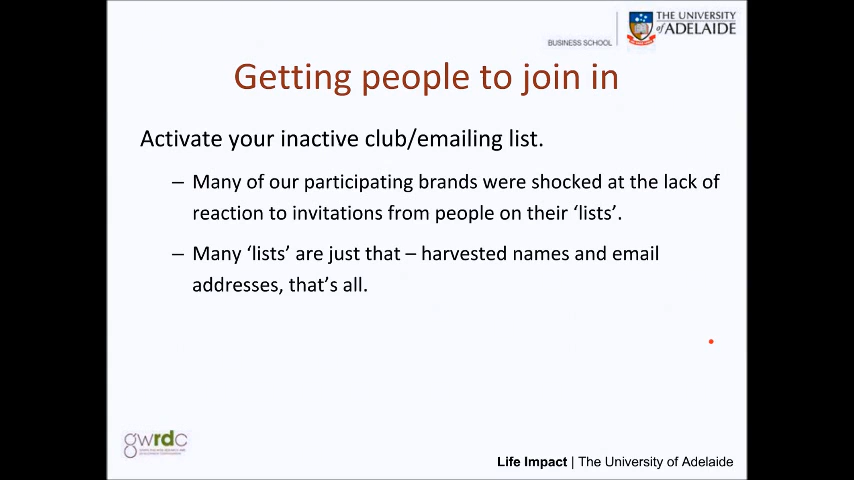 THE UNIVERSITY
of ADELAIDE
BUSINESS SCHOOL
Getting people to join in
Activate your inactive club/emailing list.
– Many of our participating brands were shocked at the lack of
reaction to invitations from people on their ‘lists’.
– Many ‘lists’ are just that – harvested names and email
addresses, that’s all.
gwrdc
Life Impact | The University of Adelaide